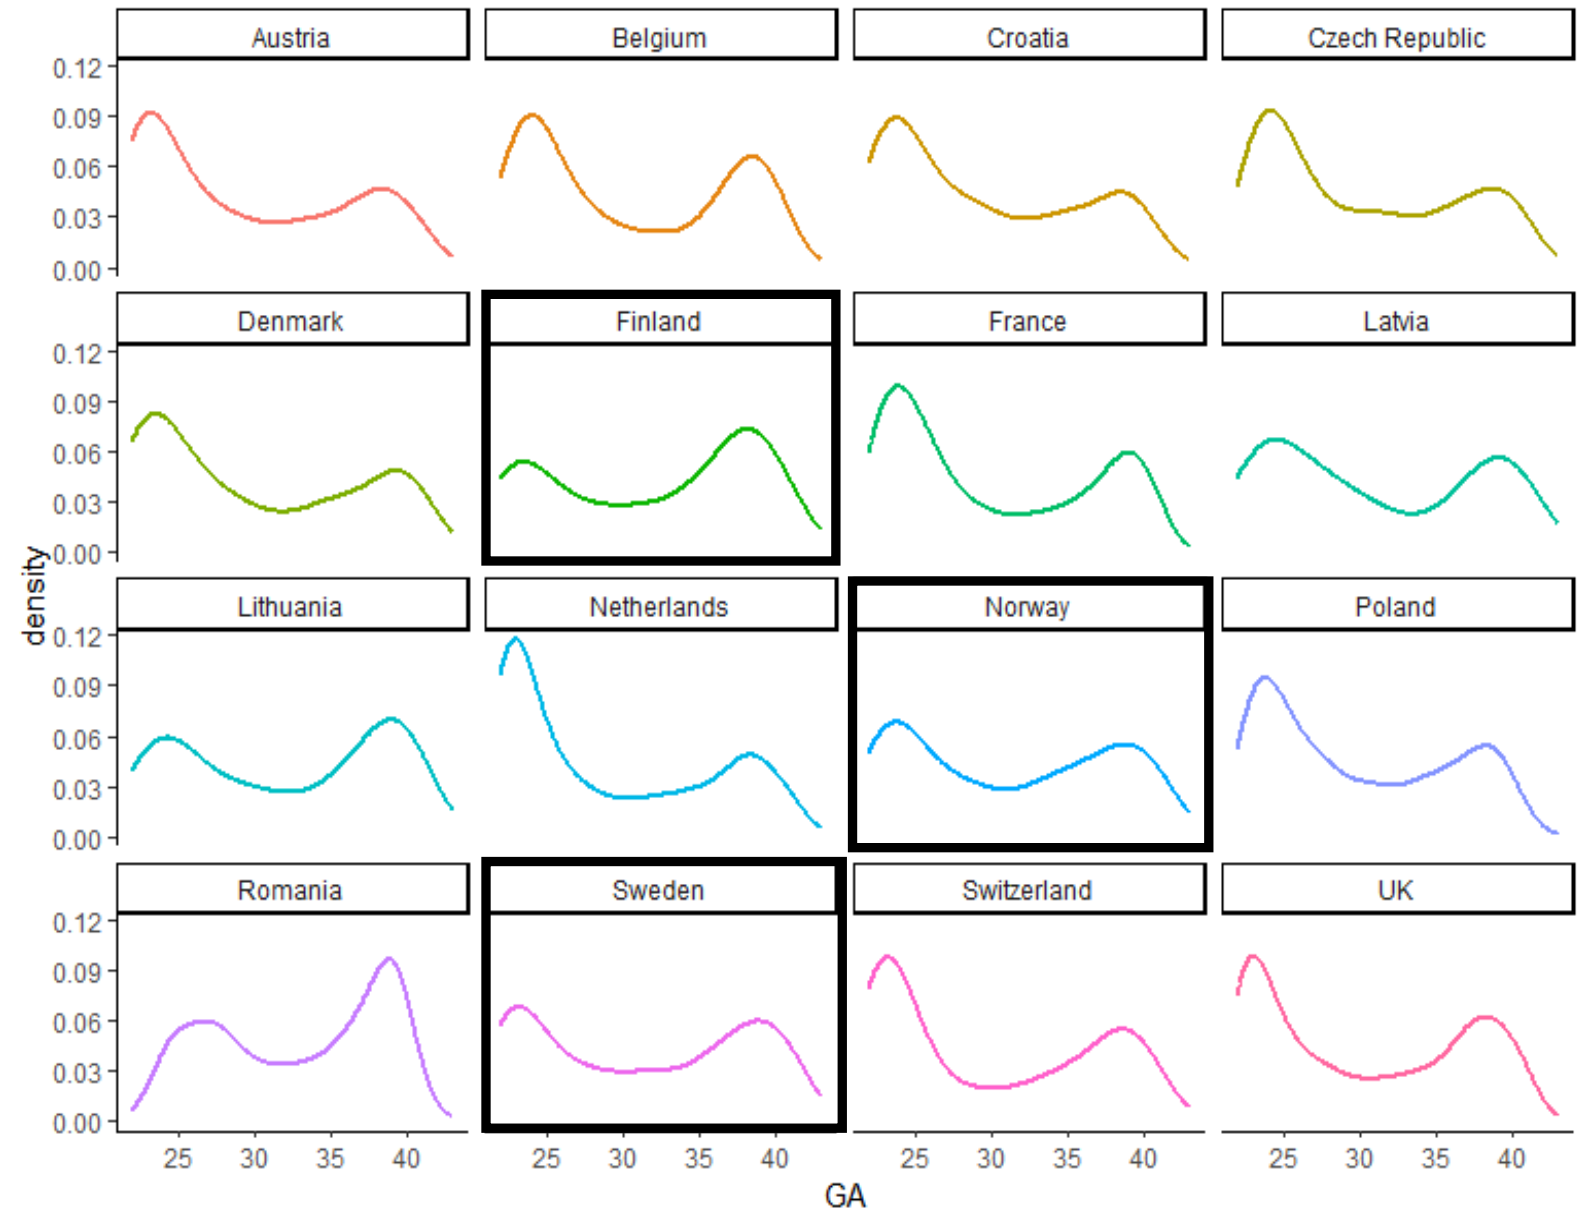 Austria Belgium Croatia Czech Republic
0.12
0.09
0.06
0.03
0.00
Denmark Finland France Latvia
0.12
0.09
0.06
0.03
0.00
density
Lithuania Netherlands Norway Poland
0.12
0.09
0.06
0.03
0.00
Romania Sweden Switzerland UK
0.12
0.09
0.06
0.03
0.00
25 30 35 40 25 30 35 40 25 30 35 40 25 30 35 40
GA